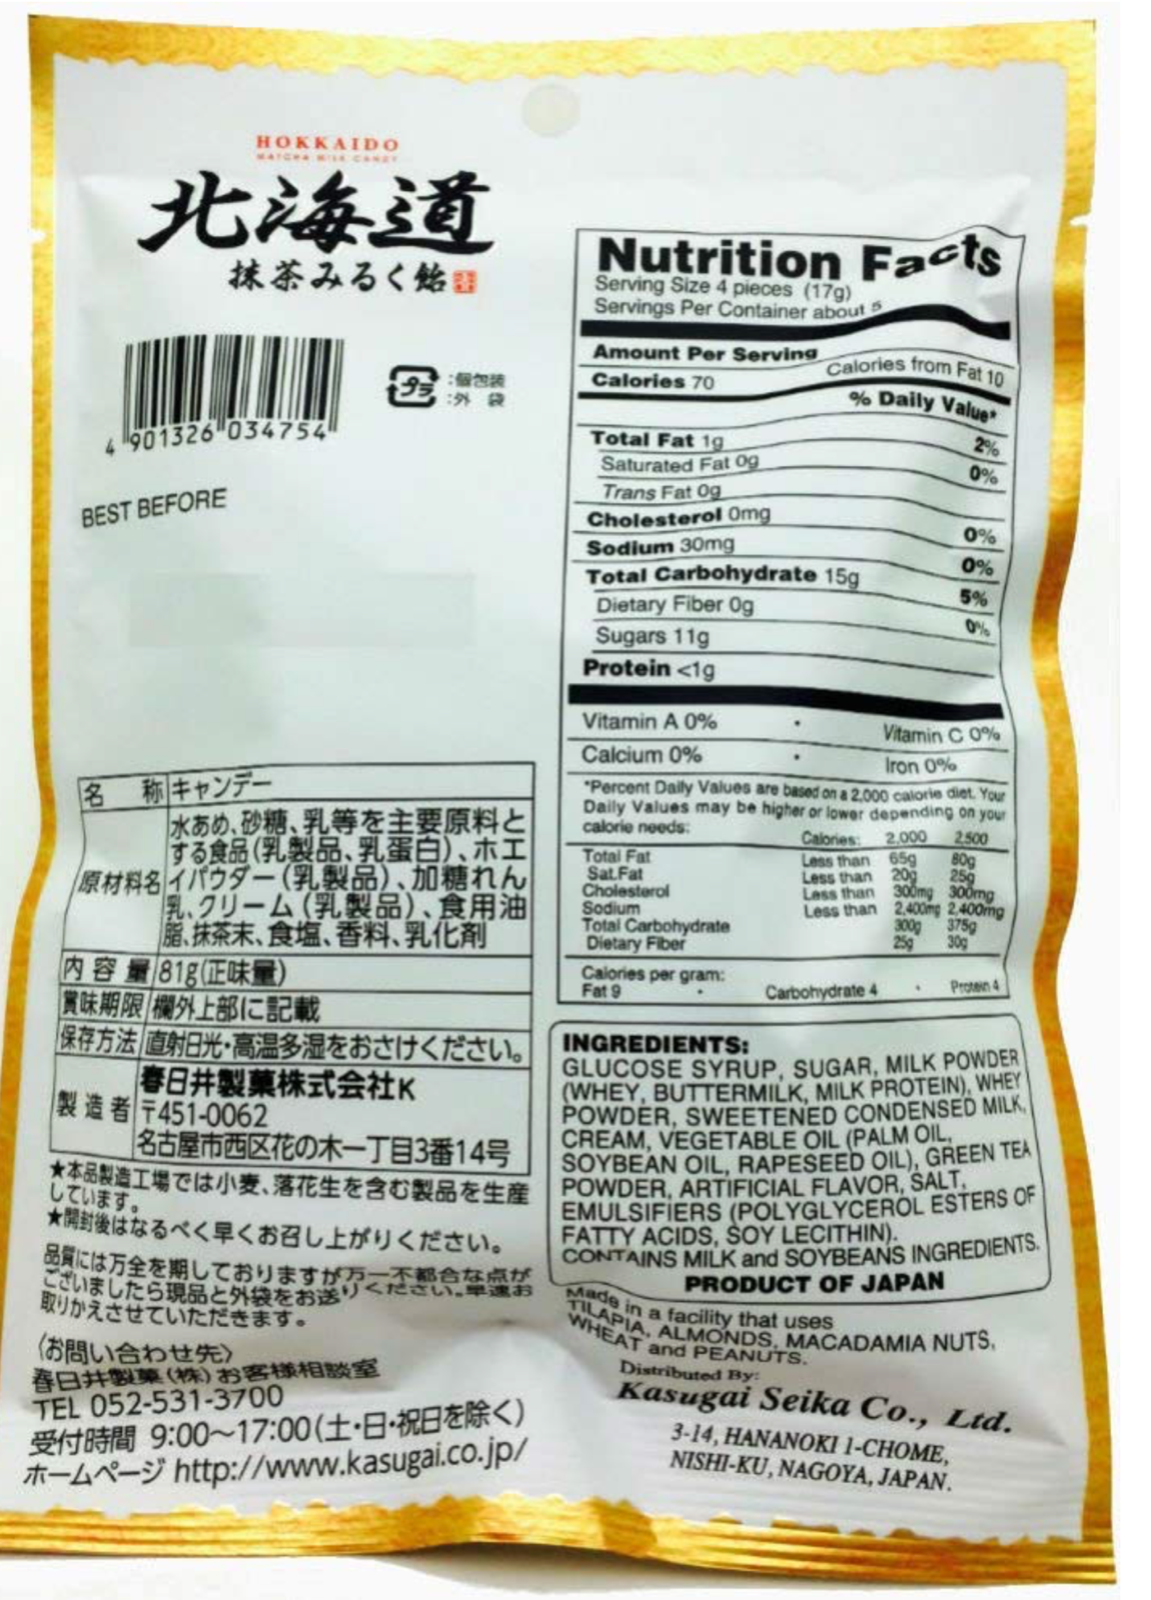 HOKKAIDO
MATCHA MILK CANDY
北海道
抹茶みるく飴
4 901326 034754
プラ
:個包装
:外 袋
BEST BEFORE
名 称 キャンデー
原材料名 水あめ、砂糖、乳等を主要原料と
する食品(乳製品、乳蛋白)、ホエ
イパウダー(乳製品)、加糖れん
乳、クリーム(乳製品)、食用油
脂、抹茶末、食塩、香料、乳化剤
内容量 81g(正味量)
賞味期限 欄外上部に記載
保存方法 直射日光・高温多湿をおさけください。
製造者 春日井製菓株式会社K
〒451-0062
名古屋市西区花の木一丁目3番14号
★本品製造工場では小麦、落花生を含む製品を生産
しています。
★開封後はなるべく早くお召し上がりください。
品質には万全を期しておりますが万一不都合な点が
ございましたら現品と外袋をお送りください。早速お
取りかえさせていただきます。
〈お問い合わせ先〉
春日井製菓(株)お客様相談室
TEL 052-531-3700
受付時間 9:00〜17:00(土・日・祝日を除く)
ホームページ http://www.kasugai.co.jp/
Nutrition Facts
Serving Size 4 pieces (17g)
Servings Per Container about 5
Amount Per Serving
Calories 70 Calories from Fat 10
% Daily Value*
Total Fat 1g 2%
Saturated Fat 0g 0%
Trans Fat 0g
Cholesterol 0mg 0%
Sodium 30mg 0%
Total Carbohydrate 15g 5%
Dietary Fiber 0g 0%
Sugars 11g
Protein <1g
Vitamin A 0% • Vitamin C 0%
Calcium 0% • Iron 0%
*Percent Daily Values are based on a 2,000 calorie diet. Your
Daily Values may be higher or lower depending on your
calorie needs:
Calories: 2,000 2,500
Total Fat Less than 65g 80g
Sat.Fat Less than 20g 25g
Cholesterol Less than 300mg 300mg
Sodium Less than 2,400mg 2,400mg
Total Carbohydrate 300g 375g
Dietary Fiber 25g 30g
Calories per gram:
Fat 9 • Carbohydrate 4 • Protein 4
INGREDIENTS:
GLUCOSE SYRUP, SUGAR, MILK POWDER
(WHEY, BUTTERMILK, MILK PROTEIN), WHEY
POWDER, SWEETENED CONDENSED MILK,
CREAM, VEGETABLE OIL (PALM OIL,
SOYBEAN OIL, RAPESEED OIL), GREEN TEA
POWDER, ARTIFICIAL FLAVOR, SALT,
EMULSIFIERS (POLYGLYCEROL ESTERS OF
FATTY ACIDS, SOY LECITHIN).
CONTAINS MILK and SOYBEANS INGREDIENTS.
PRODUCT OF JAPAN
Made in a facility that uses
TILAPIA, ALMONDS, MACADAMIA NUTS,
WHEAT and PEANUTS.
Distributed By:
Kasugai Seika Co., Ltd.
3-14, HANANOKI 1-CHOME,
NISHI-KU, NAGOYA, JAPAN.